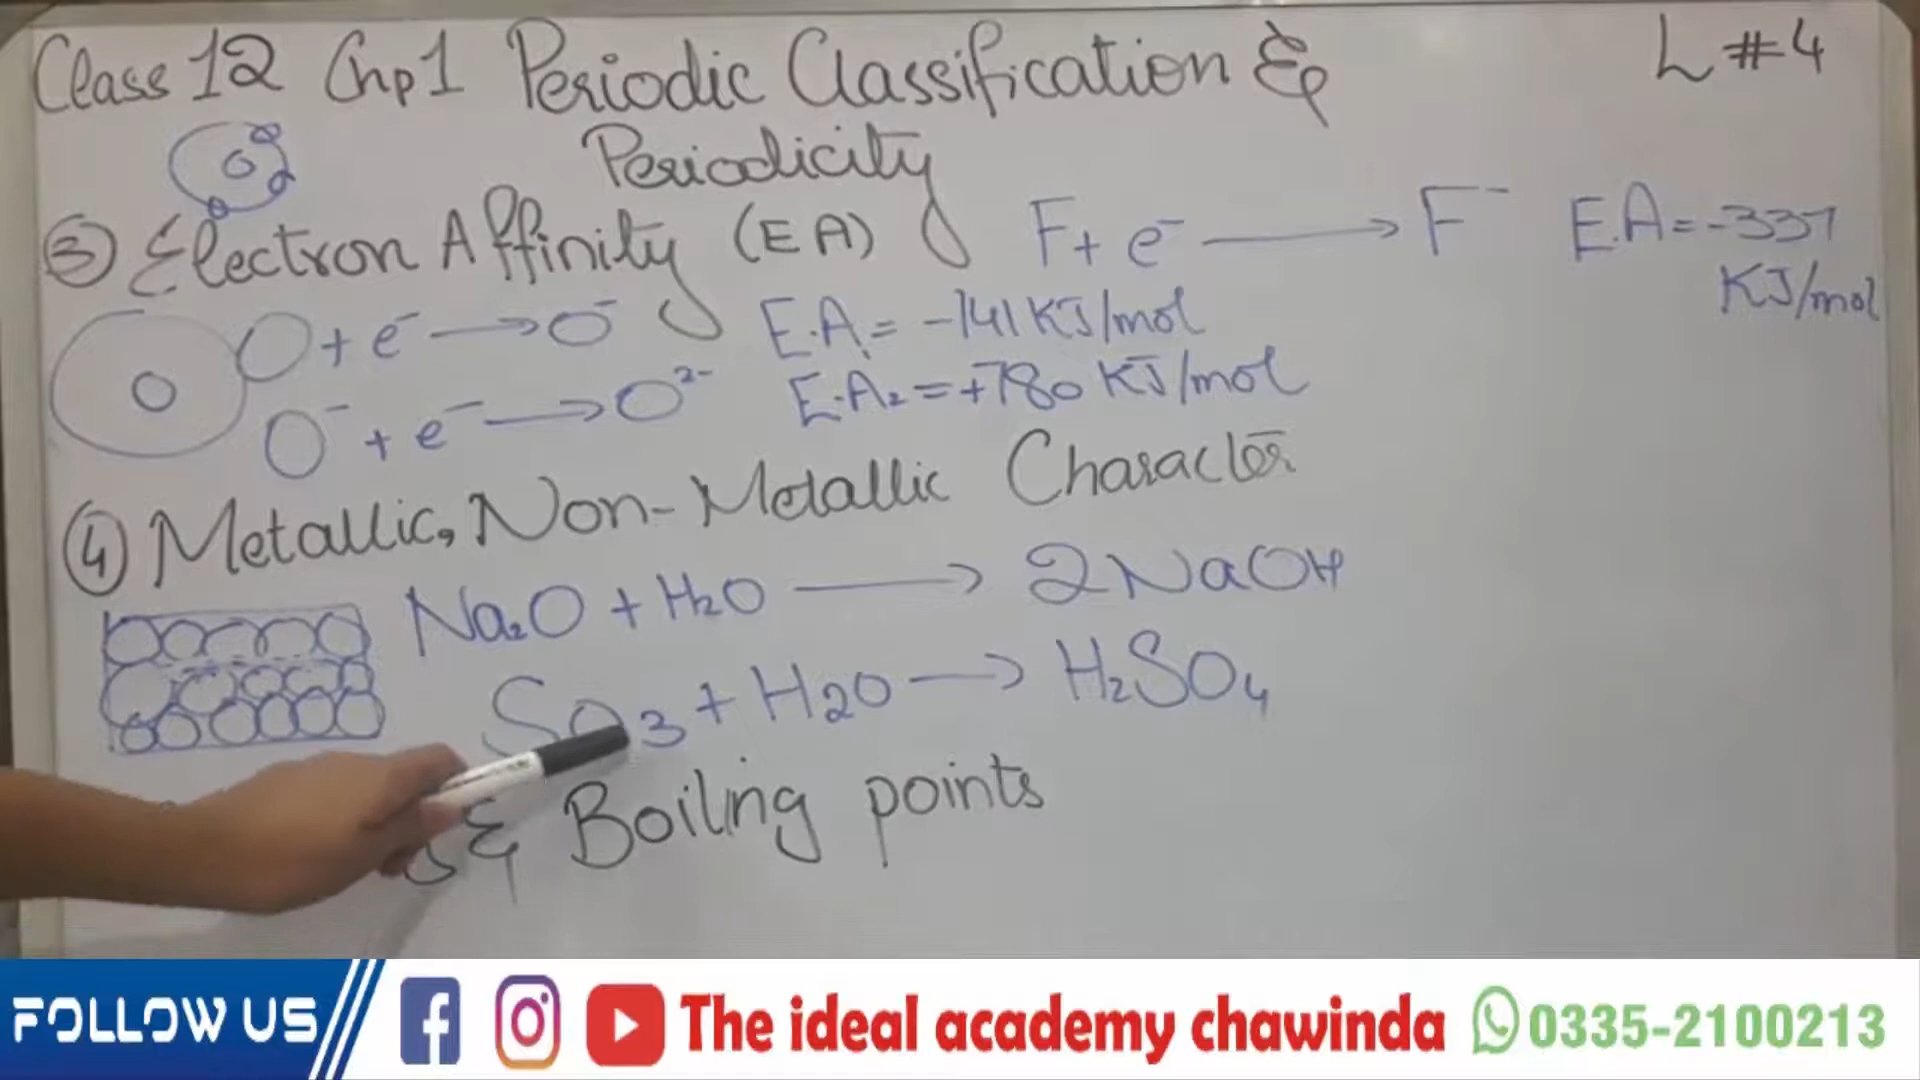 Class 12 Chp 1 Periodic Classification &
L #4
Periodicity
③ Electron Affinity (EA)
F + e⁻ → F⁻ E.A = -337
KJ/mol
O + e⁻ → O⁻ E.A₁ = -141 KJ/mol
O⁻ + e⁻ → O²⁻ E.A₂ = +780 KJ/mol
④ Metallic, Non-Metallic Character
Na₂O + H₂O → 2NaOH
SO₃ + H₂O → H₂SO₄
& Boiling points
FOLLOW US
The ideal academy chawinda
0335-2100213